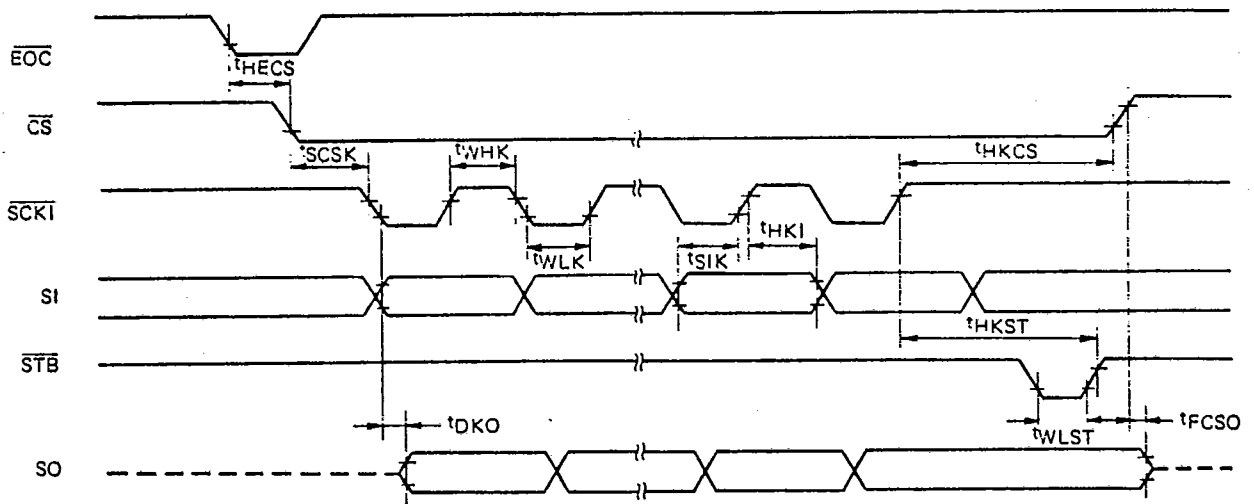 EOC
tHECS
CS
tSCSK
tWHK
tHKCS
SCKI
tWLK
tSIK
tHKI
SI
tHKST
STB
tDKO
tWLST
tFCSO
SO